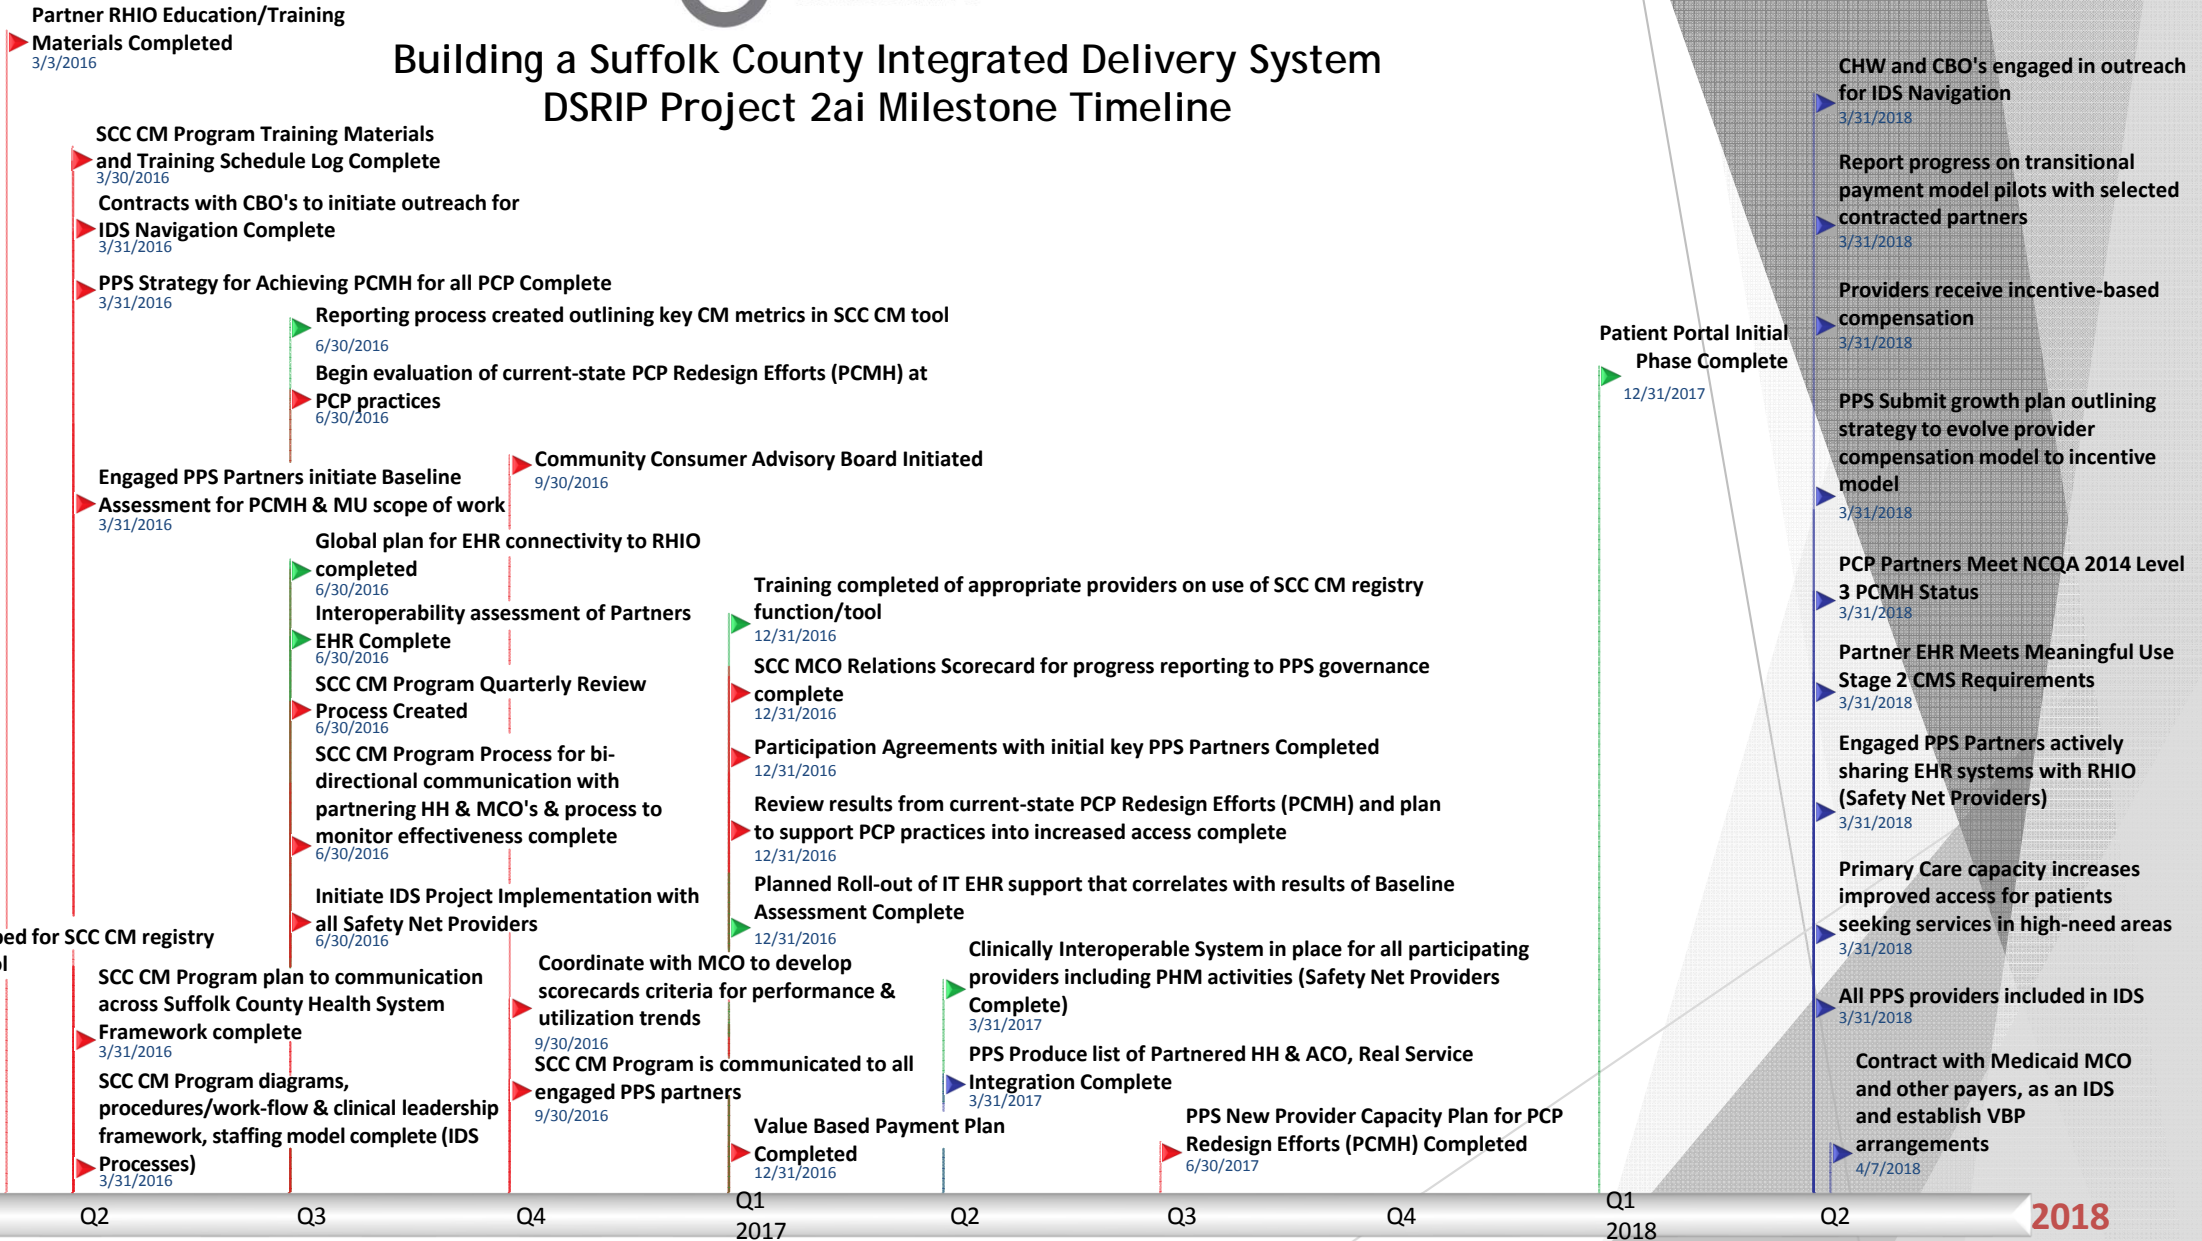 Building a Suffolk County Integrated Delivery System
DSRIP Project 2ai Milestone Timeline
Partner RHIO Education/Training
Materials Completed
3/3/2016
SCC CM Program Training Materials
and Training Schedule Log Complete
3/30/2016
Contracts with CBO's to initiate outreach for
IDS Navigation Complete
3/31/2016
PPS Strategy for Achieving PCMH for all PCP Complete
3/31/2016
Engaged PPS Partners initiate Baseline
Assessment for PCMH & MU scope of work
3/31/2016
for SCC CM registry
SCC CM Program plan to communication
across Suffolk County Health System
Framework complete
3/31/2016
SCC CM Program diagrams,
procedures/work-flow & clinical leadership
framework, staffing model complete (IDS
Processes)
3/31/2016
Reporting process created outlining key CM metrics in SCC CM tool
6/30/2016
Begin evaluation of current-state PCP Redesign Efforts (PCMH) at
PCP practices
6/30/2016
Global plan for EHR connectivity to RHIO
completed
6/30/2016
Interoperability assessment of Partners
EHR Complete
6/30/2016
SCC CM Program Quarterly Review
Process Created
6/30/2016
SCC CM Program Process for bi-
directional communication with
partnering HH & MCO's & process to
monitor effectiveness complete
6/30/2016
Initiate IDS Project Implementation with
all Safety Net Providers
6/30/2016
Community Consumer Advisory Board Initiated
9/30/2016
Coordinate with MCO to develop
scorecards criteria for performance &
utilization trends
9/30/2016
SCC CM Program is communicated to all
engaged PPS partners
9/30/2016
Training completed of appropriate providers on use of SCC CM registry
function/tool
12/31/2016
SCC MCO Relations Scorecard for progress reporting to PPS governance
complete
12/31/2016
Participation Agreements with initial key PPS Partners Completed
12/31/2016
Review results from current-state PCP Redesign Efforts (PCMH) and plan
to support PCP practices into increased access complete
12/31/2016
Planned Roll-out of IT EHR support that correlates with results of Baseline
Assessment Complete
12/31/2016
Value Based Payment Plan
Completed
12/31/2016
Clinically Interoperable System in place for all participating
providers including PHM activities (Safety Net Providers
Complete)
3/31/2017
PPS Produce list of Partnered HH & ACO, Real Service
Integration Complete
3/31/2017
PPS New Provider Capacity Plan for PCP
Redesign Efforts (PCMH) Completed
6/30/2017
Patient Portal Initial
Phase Complete
12/31/2017
CHW and CBO's engaged in outreach
for IDS Navigation
3/31/2018
Report progress on transitional
payment model pilots with selected
contracted partners
3/31/2018
Providers receive incentive-based
compensation
3/31/2018
PPS Submit growth plan outlining
strategy to evolve provider
compensation model to incentive
model
3/31/2018
PCP Partners Meet NCQA 2014 Level
3 PCMH Status
3/31/2018
Partner EHR Meets Meaningful Use
Stage 2 CMS Requirements
3/31/2018
Engaged PPS Partners actively
sharing EHR systems with RHIO
(Safety Net Providers)
3/31/2018
Primary Care capacity increases
improved access for patients
seeking services in high-need areas
3/31/2018
All PPS providers included in IDS
3/31/2018
Contract with Medicaid MCO
and other payers, as an IDS
and establish VBP
arrangements
4/7/2018
Q2 Q3 Q4 Q1 Q2 Q3 Q4 Q1 Q2 2018
2017 2018